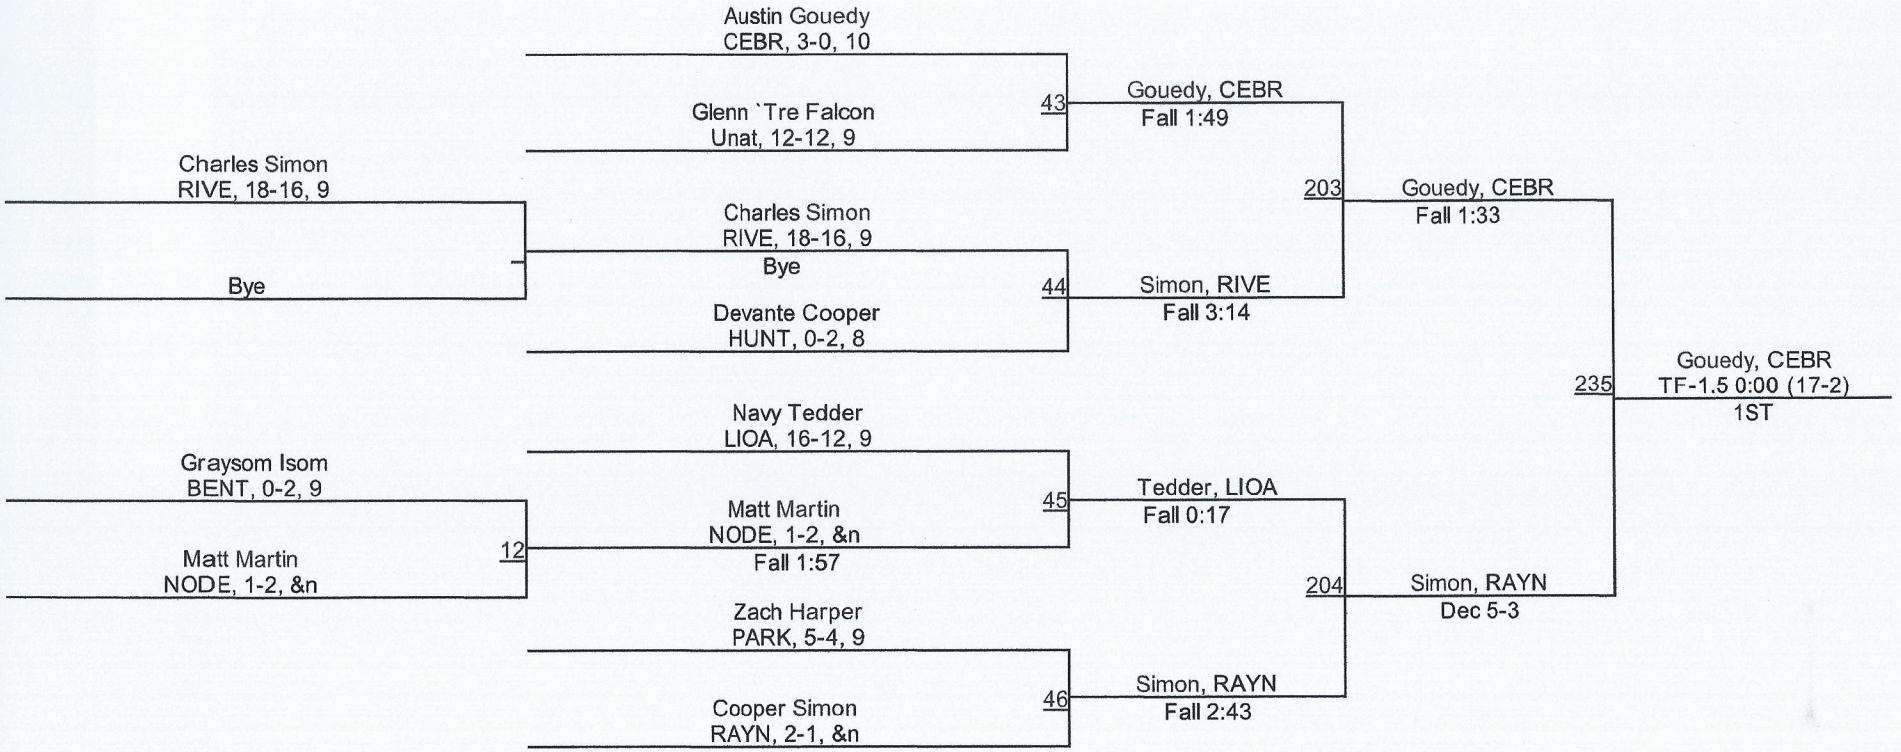 Austin Gouedy
CEBR, 3-0, 10
43
Gouedy, CEBR
Fall 1:49
Glenn `Tre Falcon
Unat, 12-12, 9
Charles Simon
RIVE, 18-16, 9
203
Gouedy, CEBR
Fall 1:33
Charles Simon
RIVE, 18-16, 9
Bye
Bye
44
Simon, RIVE
Fall 3:14
Devante Cooper
HUNT, 0-2, 8
235
Gouedy, CEBR
TF-1.5 0:00 (17-2)
1ST
Navy Tedder
LIOA, 16-12, 9
Graysom Isom
BENT, 0-2, 9
45
Tedder, LIOA
Fall 0:17
Matt Martin
NODE, 1-2, &n
Fall 1:57
12
Matt Martin
NODE, 1-2, &n
204
Simon, RAYN
Dec 5-3
Zach Harper
PARK, 5-4, 9
46
Simon, RAYN
Fall 2:43
Cooper Simon
RAYN, 2-1, &n